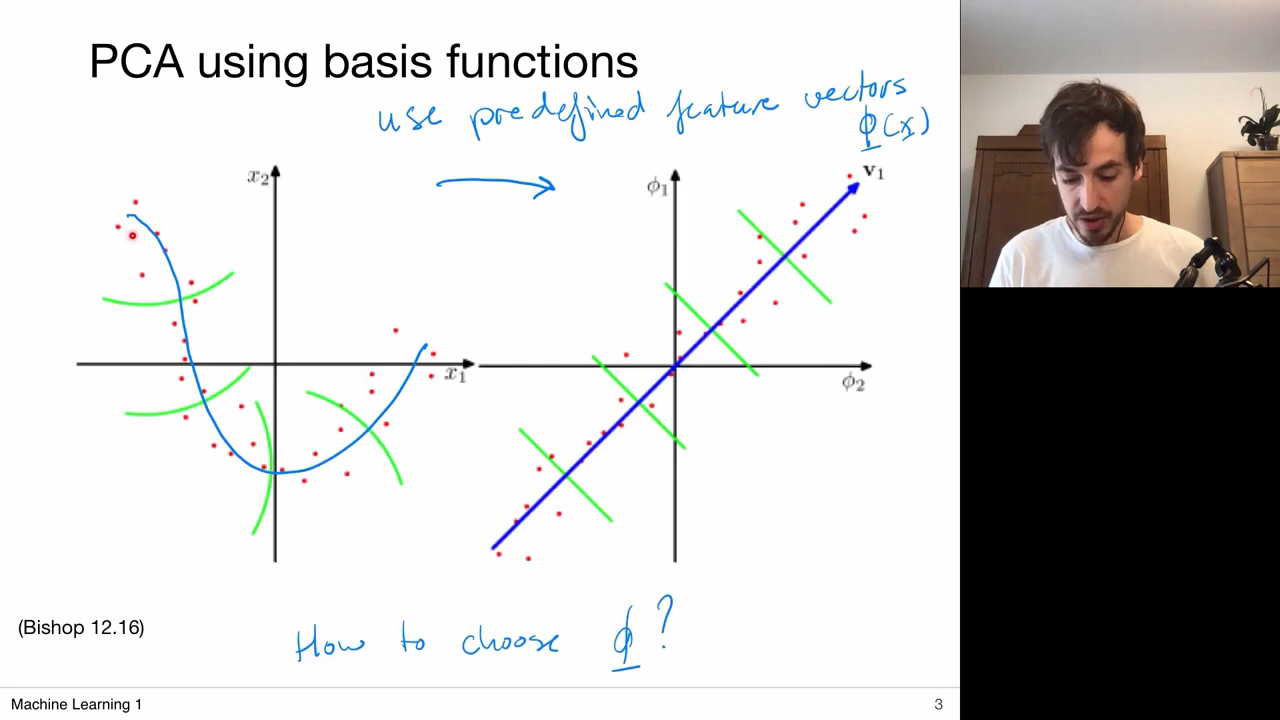 PCA using basis functions
use predefined feature vectors
ϕ(x)
x₂
ϕ₁
v₁
x₁
ϕ₂
(Bishop 12.16)
How to choose ϕ?
Machine Learning 1
3